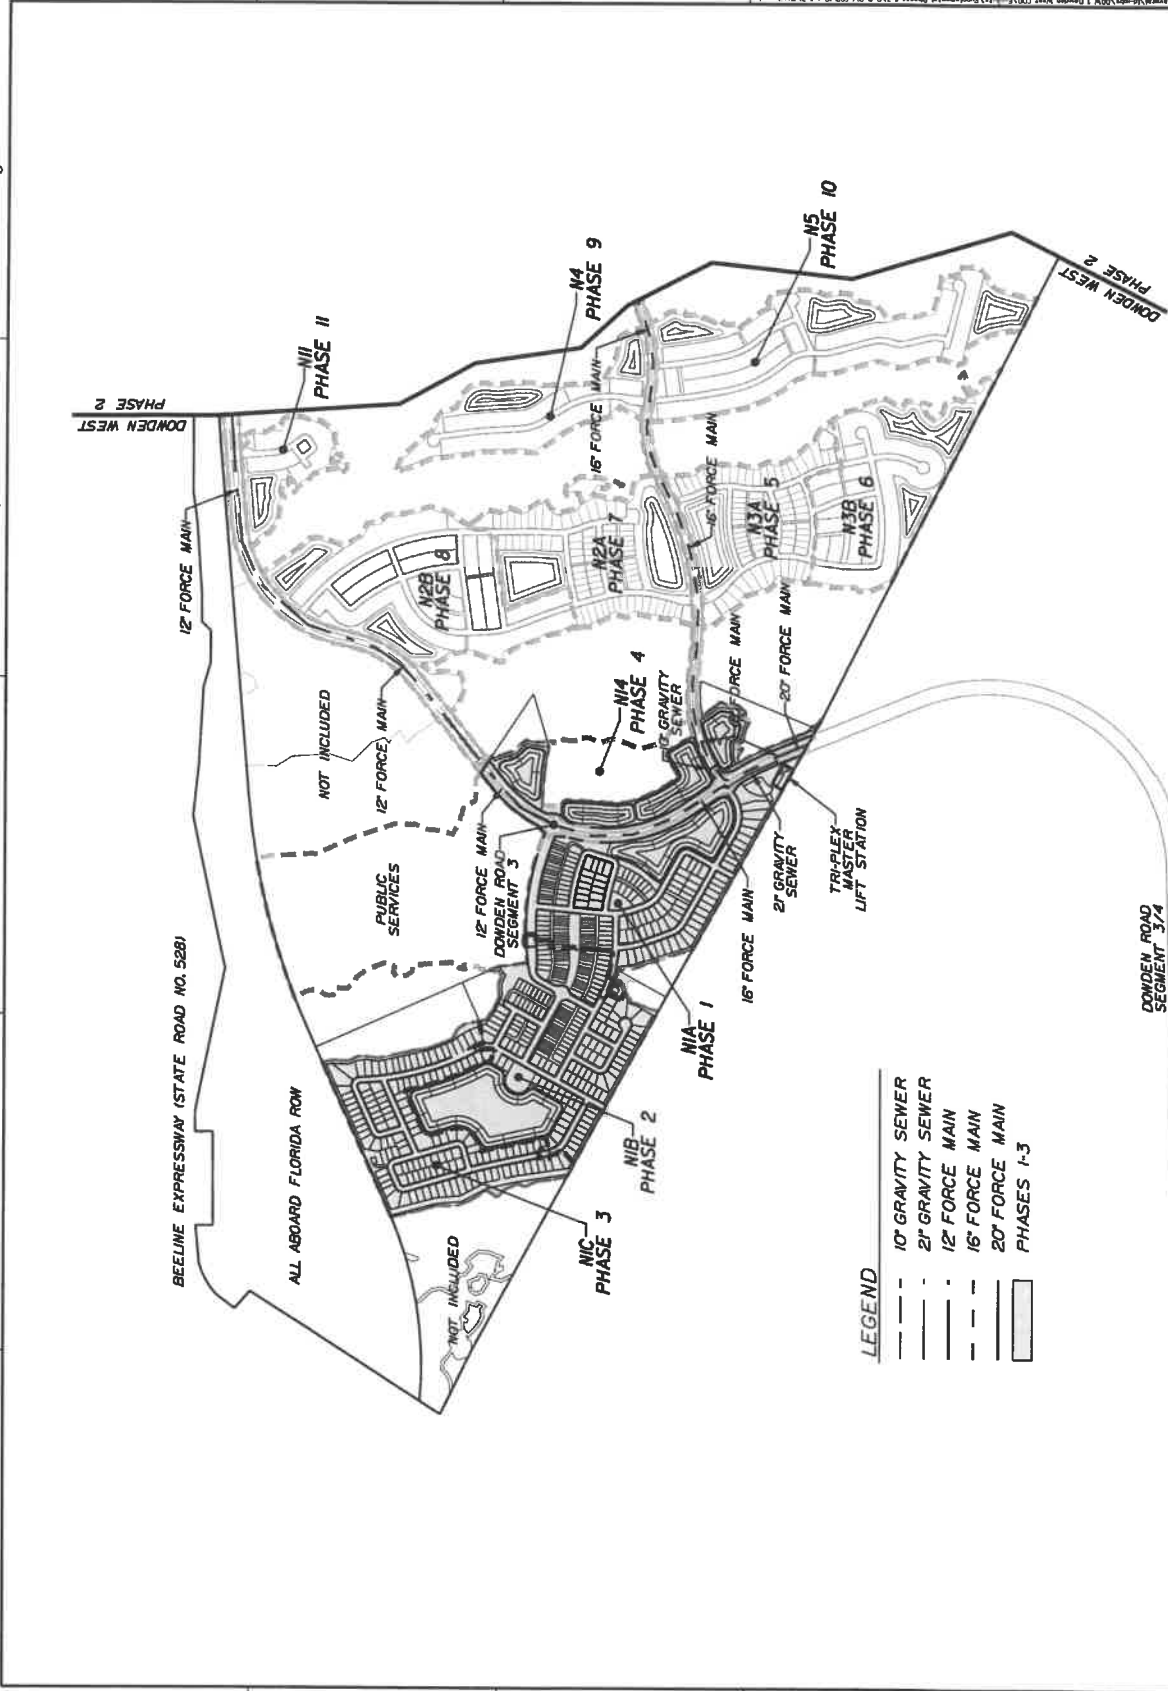 BEELINE EXPRESSWAY (STATE ROAD NO. 528)
12" FORCE MAIN
DOWDEN WEST
PHASE 2
ALL ABOARD FLORIDA ROW
NOT INCLUDED
N11
PHASE 11
PUBLIC
SERVICES
12" FORCE MAIN
N2B
PHASE 8
NOT INCLUDED
12" FORCE MAIN
DOWDEN ROAD
SEGMENT 3
N4
PHASE 9
16" FORCE MAIN
N2A
PHASE 7
N14
PHASE 4
10" GRAVITY
SEWER
N1C
PHASE 3
N1B
PHASE 2
N1A
PHASE 1
16" FORCE MAIN
16" FORCE MAIN
FORCE MAIN
N3A
PHASE 5
N5
PHASE 10
21" GRAVITY
SEWER
20" FORCE MAIN
N3B
PHASE 6
TRI-PLEX
MASTER
LIFT STATION
DOWDEN WEST
PHASE 2
LEGEND
10" GRAVITY SEWER
21" GRAVITY SEWER
12" FORCE MAIN
16" FORCE MAIN
20" FORCE MAIN
PHASES 1-3
DOWDEN ROAD
SEGMENT 3/4